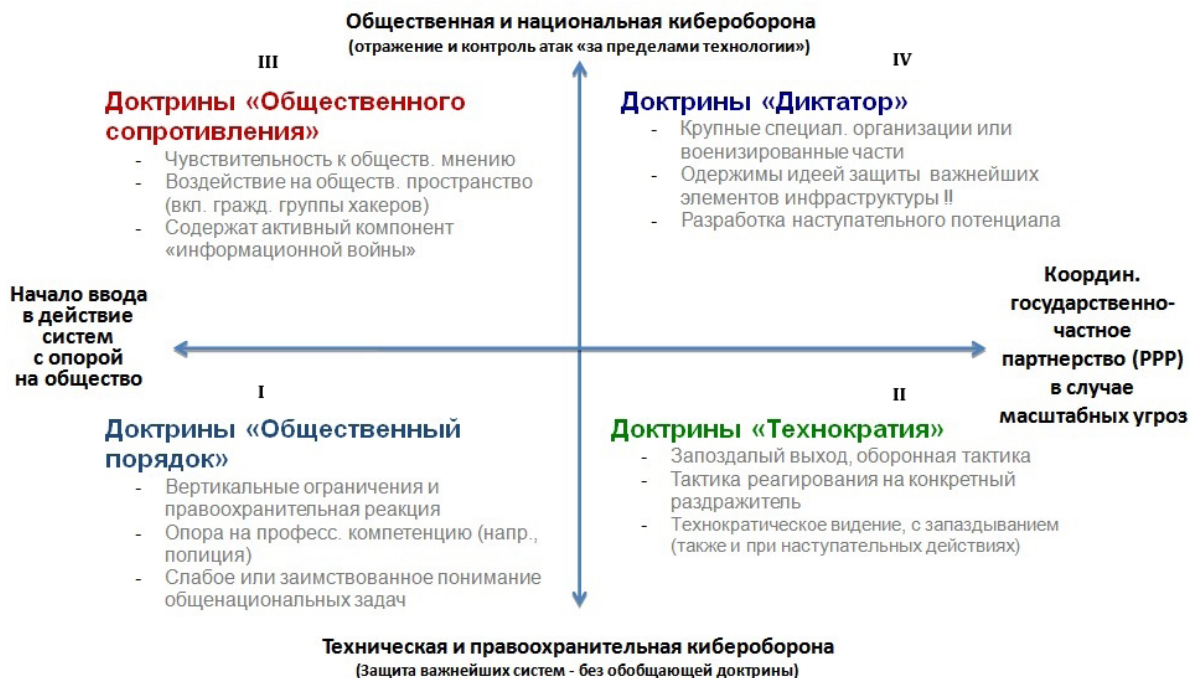 Общественная и национальная кибероборона
(отражение и контроль атак «за пределами технологии»)
III
Доктрины «Общественного
сопротивления»
- Чувствительность к обществ. мнению
- Воздействие на обществ. пространство
(вкл. гражд. группы хакеров)
- Содержат активный компонент
«информационной войны»
IV
Доктрины «Диктатор»
- Крупные специал. организации или
военизированные части
- Одержимы идеей защиты важнейших
элементов инфраструктуры !!
- Разработка наступательного потенциала
Начало ввода
в действие
систем
с опорой
на общество
Координ.
государственно-
частное
партнерство (PPP)
в случае
масштабных угроз
I
Доктрины «Общественный
порядок»
- Вертикальные ограничения и
правоохранительная реакция
- Опора на професс. компетенцию (напр.,
полиция)
- Слабое или заимствованное понимание
общенациональных задач
II
Доктрины «Технократия»
- Запоздалый выход, оборонная тактика
- Тактика реагирования на конкретный
раздражитель
- Технократическое видение, с запаздыванием
(также и при наступательных действиях)
Техническая и правоохранительная кибероборона
(Защита важнейших систем - без обобщающей доктрины)